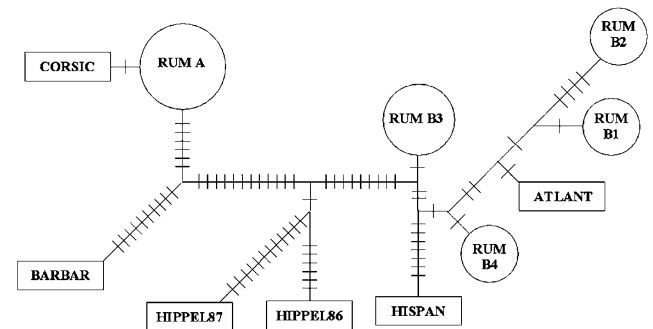 RUM
B2
CORSIC
RUM A
RUM B3
RUM
B1
ATLANT
RUM
B4
BARBAR
HIPPEL87
HIPPEL86
HISPAN